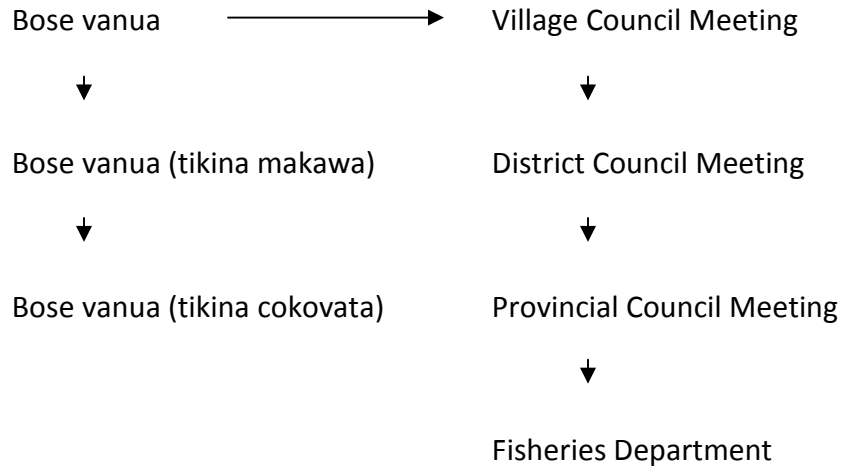 Bose vanua Village Council Meeting
Bose vanua (tikina makawa) District Council Meeting
Bose vanua (tikina cokovata) Provincial Council Meeting
Fisheries Department